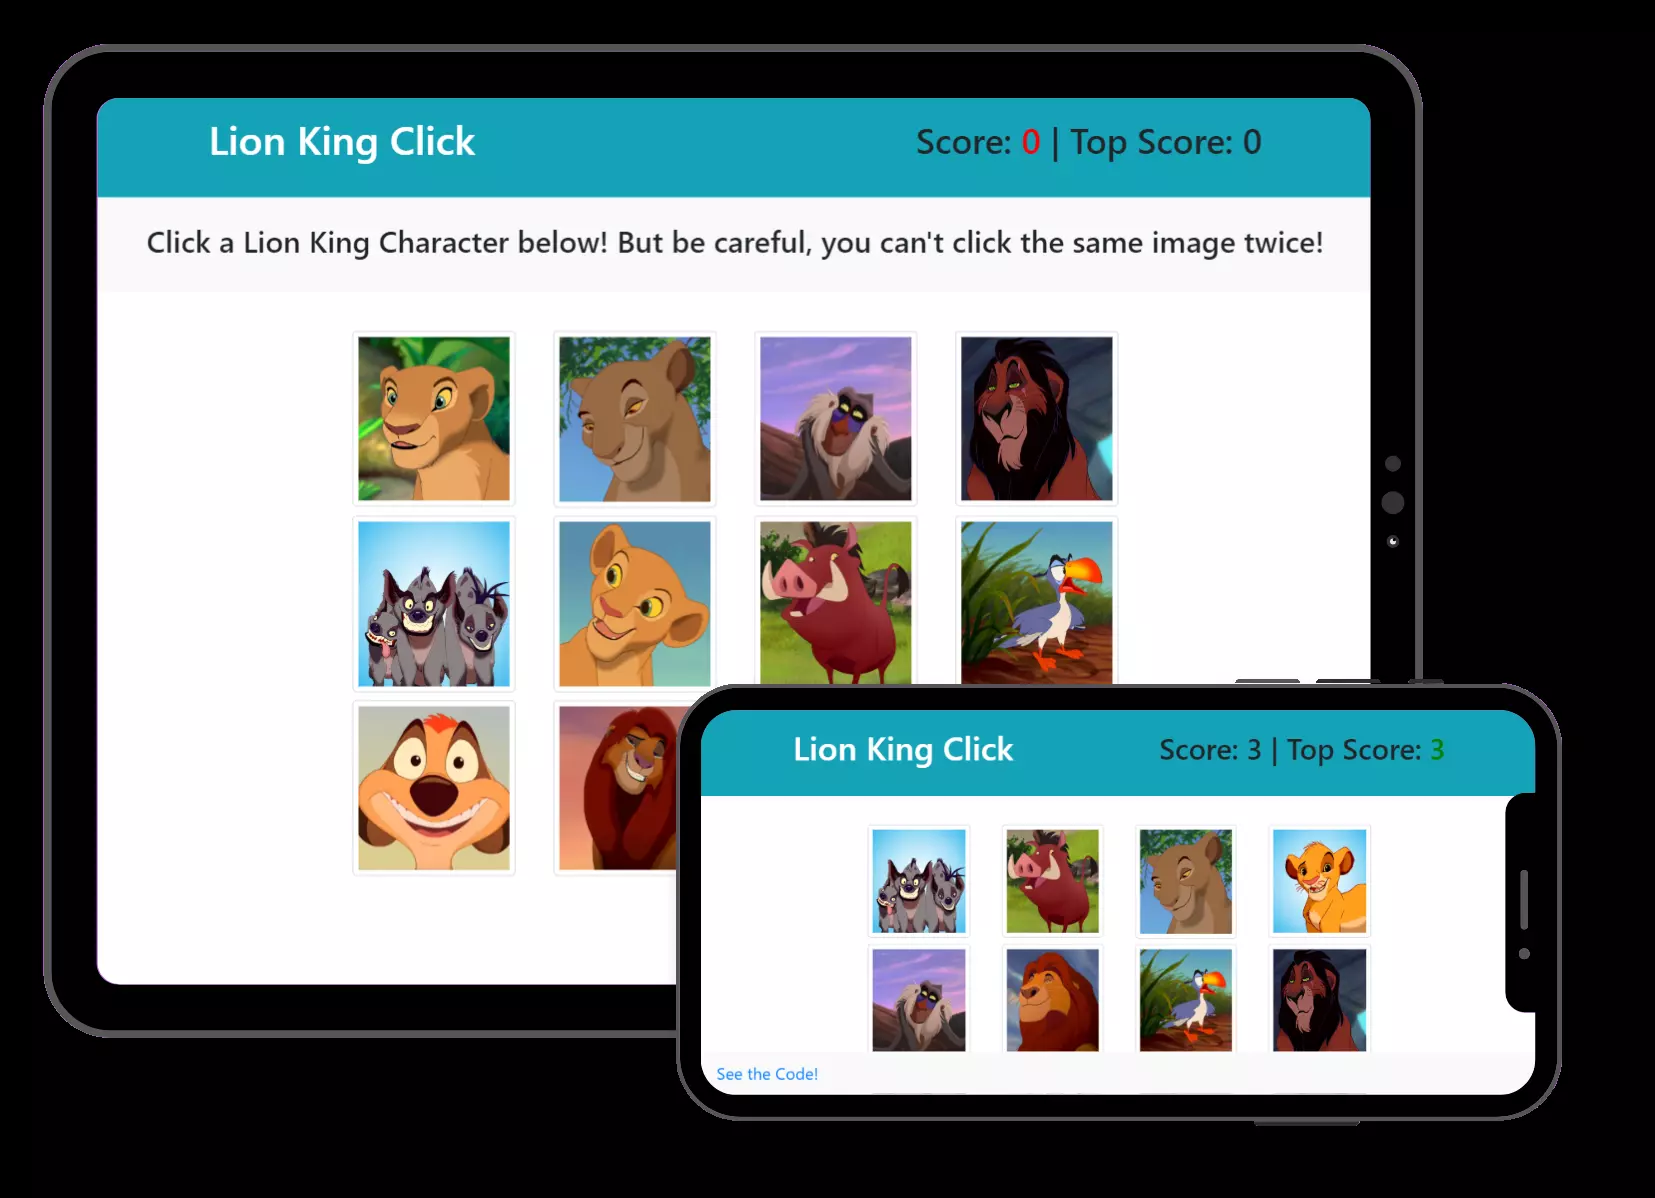 Lion King Click
Score: 0 | Top Score: 0
Click a Lion King Character below! But be careful, you can't click the same image twice!
Lion King Click
Score: 3 | Top Score: 3
See the Code!